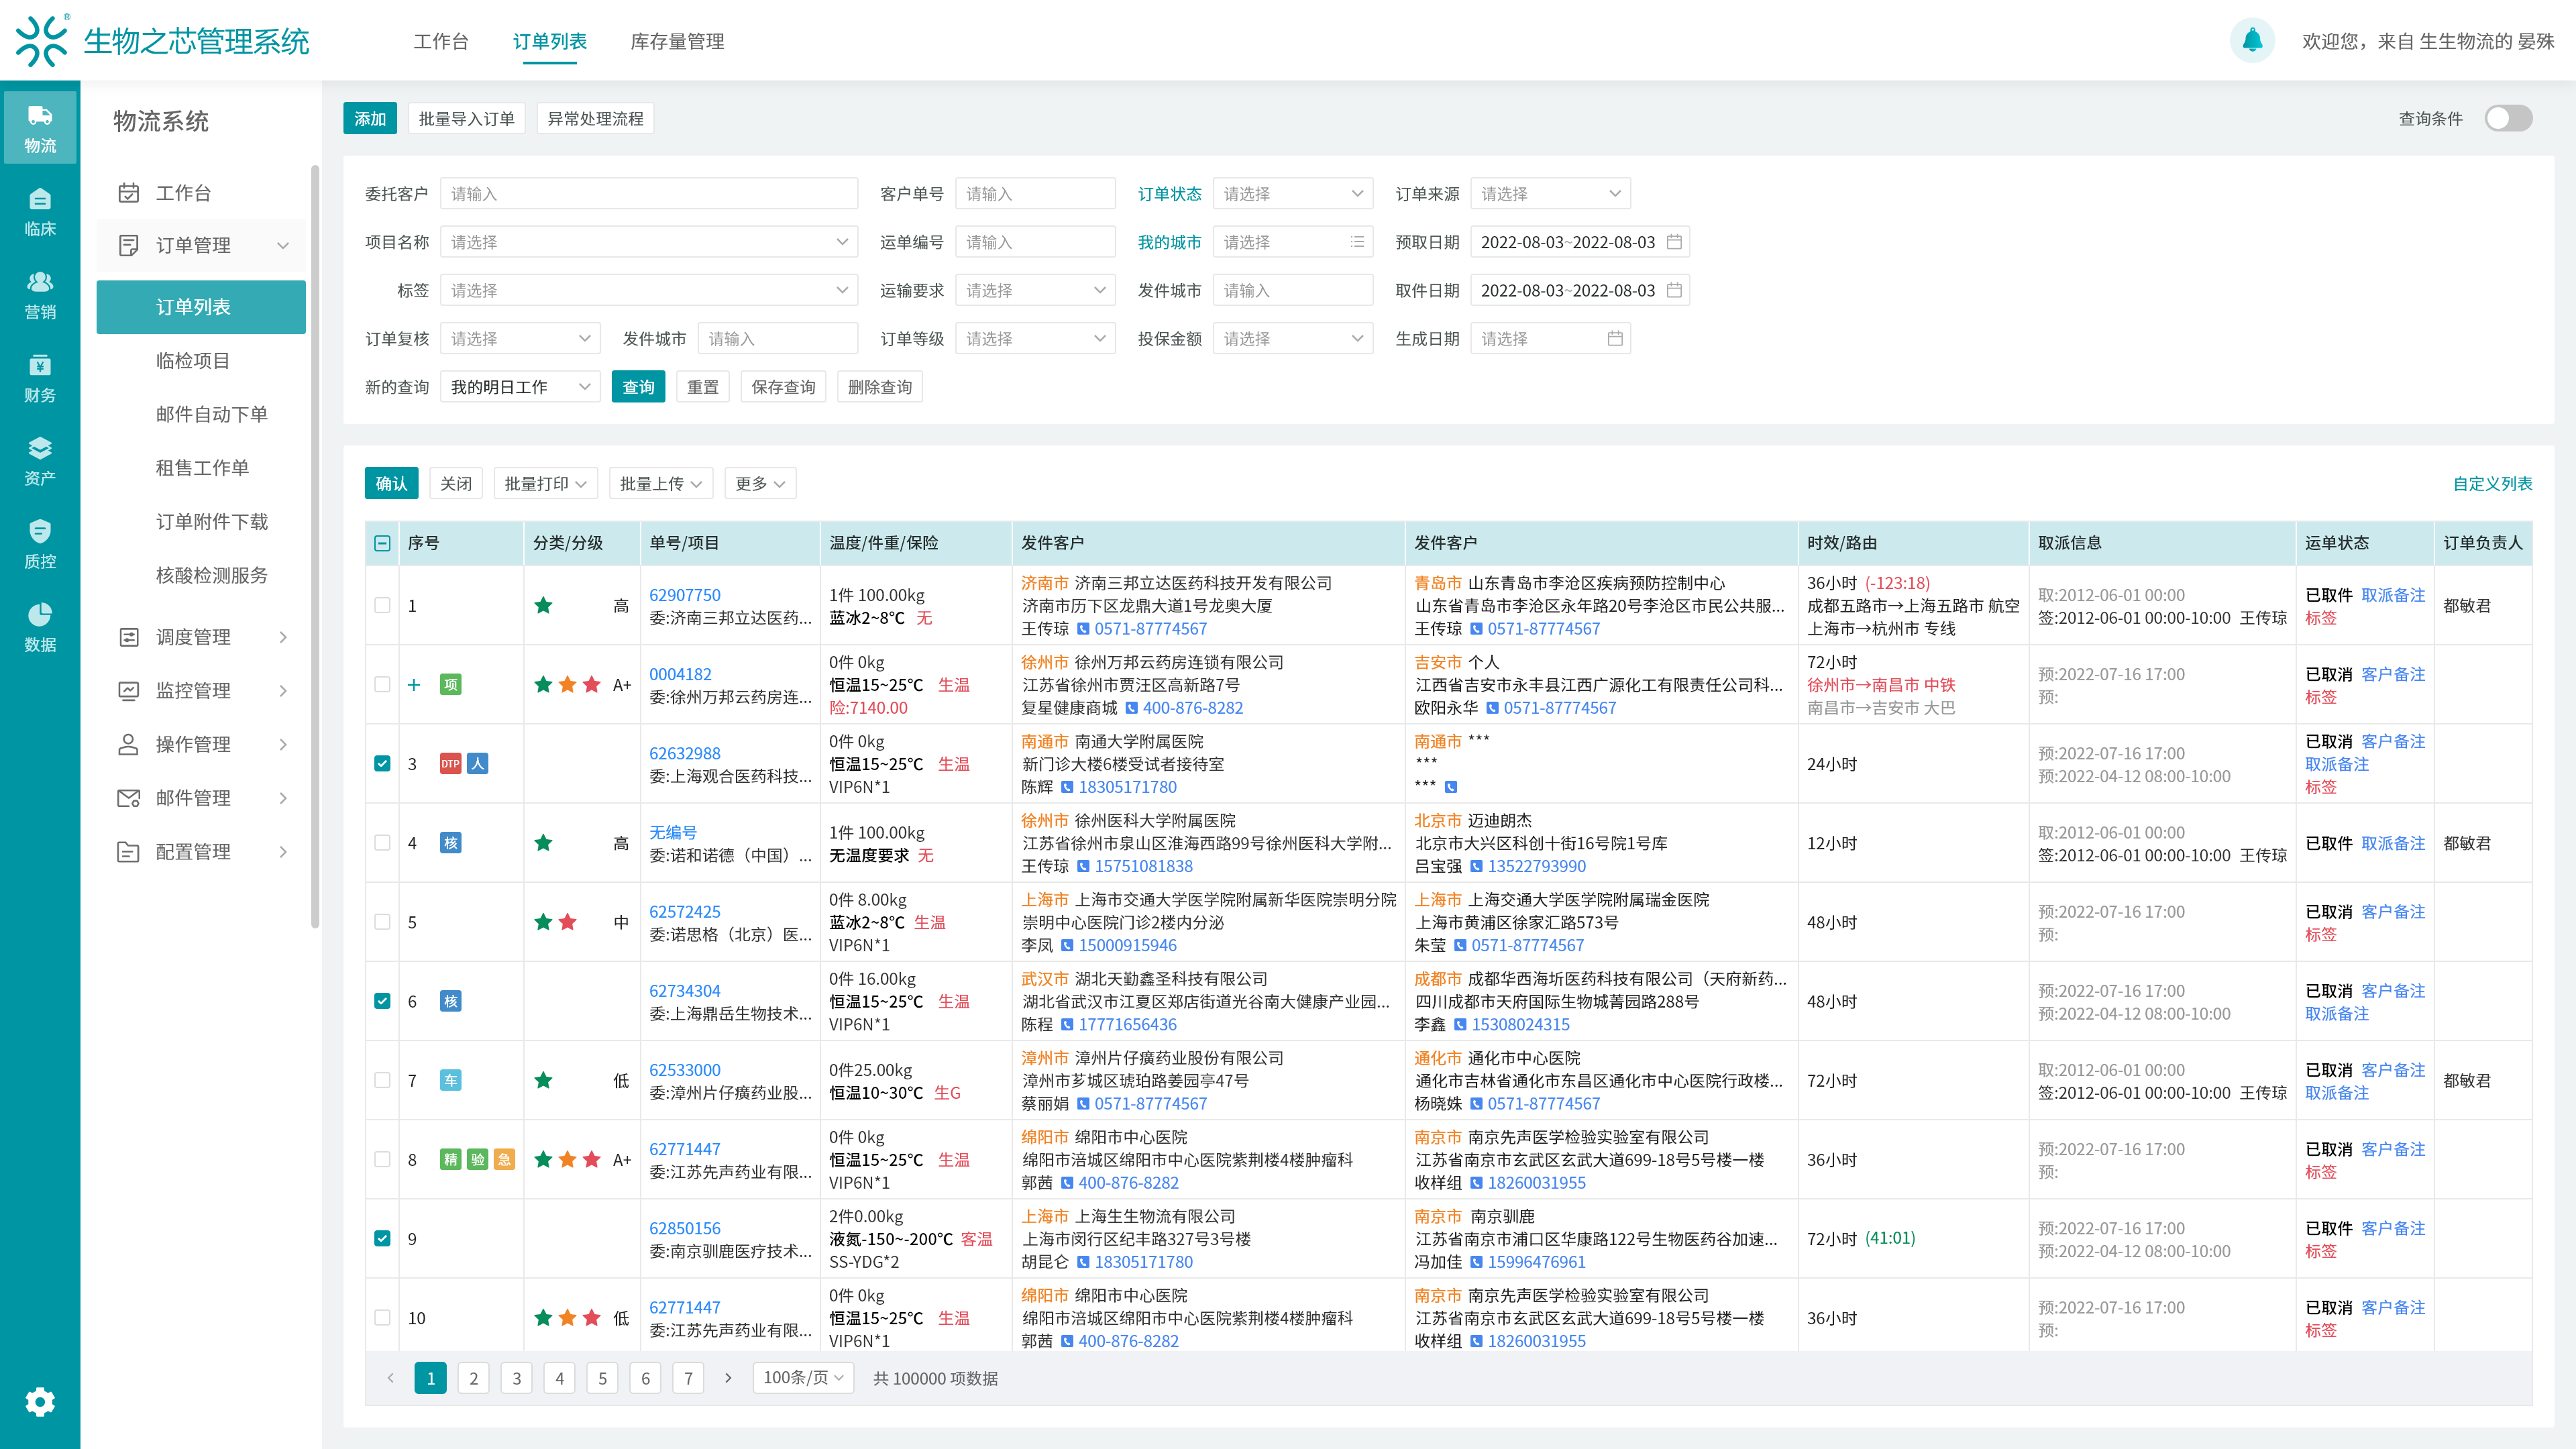 生物之芯管理系统
工作台 订单列表 库存量管理
欢迎您，来自 生生物流的 晏殊
物流
临床
营销
财务
资产
质控
数据
物流系统
工作台
订单管理
订单列表
临检项目
邮件自动下单
租售工作单
订单附件下载
核酸检测服务
调度管理
监控管理
操作管理
邮件管理
配置管理
添加 批量导入订单 异常处理流程 查询条件
委托客户 请输入 客户单号 请输入 订单状态 请选择 订单来源 请选择
项目名称 请选择 运单编号 请输入 我的城市 请选择 预取日期 2022-08-03~2022-08-03
标签 请选择 运输要求 请选择 发件城市 请输入 取件日期 2022-08-03~2022-08-03
订单复核 请选择 发件城市 请输入 订单等级 请选择 投保金额 请选择 生成日期 请选择
新的查询 我的明日工作 查询 重置 保存查询 删除查询
确认 关闭 批量打印 批量上传 更多 自定义列表
序号 分类/分级 单号/项目 温度/件重/保险 发件客户 发件客户 时效/路由 取派信息 运单状态 订单负责人
1 高
62907750
委:济南三邦立达医药...
1件 100.00kg
蓝冰2~8℃ 无
济南市 济南三邦立达医药科技开发有限公司
济南市历下区龙鼎大道1号龙奥大厦
王传琼 0571-87774567
青岛市 山东青岛市李沧区疾病预防控制中心
山东省青岛市李沧区永年路20号李沧区市民公共服...
王传琼 0571-87774567
36小时 (-123:18)
成都五路市→上海五路市 航空
上海市→杭州市 专线
取:2012-06-01 00:00
签:2012-06-01 00:00-10:00 王传琼
已取件 取派备注
标签
都敏君
+ 项 A+
0004182
委:徐州万邦云药房连...
0件 0kg
恒温15~25℃ 生温
险:7140.00
徐州市 徐州万邦云药房连锁有限公司
江苏省徐州市贾汪区高新路7号
复星健康商城 400-876-8282
吉安市 个人
江西省吉安市永丰县江西广源化工有限责任公司科...
欧阳永华 0571-87774567
72小时
徐州市→南昌市 中铁
南昌市→吉安市 大巴
预:2022-07-16 17:00
预:
已取消 客户备注
标签
3 DTP 人
62632988
委:上海观合医药科技...
0件 0kg
恒温15~25℃ 生温
VIP6N*1
南通市 南通大学附属医院
新门诊大楼6楼受试者接待室
陈辉 18305171780
南通市 ***
***
***
24小时
预:2022-07-16 17:00
预:2022-04-12 08:00-10:00
已取消 客户备注
取派备注
标签
4 核 高
无编号
委:诺和诺德（中国）...
1件 100.00kg
无温度要求 无
徐州市 徐州医科大学附属医院
江苏省徐州市泉山区淮海西路99号徐州医科大学附...
王传琼 15751081838
北京市 迈迪朗杰
北京市大兴区科创十街16号院1号库
吕宝强 13522793990
12小时
取:2012-06-01 00:00
签:2012-06-01 00:00-10:00 王传琼
已取件 取派备注
都敏君
5 中
62572425
委:诺思格（北京）医...
0件 8.00kg
蓝冰2~8℃ 生温
VIP6N*1
上海市 上海市交通大学医学院附属新华医院崇明分院
崇明中心医院门诊2楼内分泌
李凤 15000915946
上海市 上海交通大学医学院附属瑞金医院
上海市黄浦区徐家汇路573号
朱莹 0571-87774567
48小时
预:2022-07-16 17:00
预:
已取消 客户备注
标签
6 核
62734304
委:上海鼎岳生物技术...
0件 16.00kg
恒温15~25℃ 生温
VIP6N*1
武汉市 湖北天勤鑫圣科技有限公司
湖北省武汉市江夏区郑店街道光谷南大健康产业园...
陈程 17771656436
成都市 成都华西海圻医药科技有限公司（天府新药...
四川成都市天府国际生物城菁园路288号
李鑫 15308024315
48小时
预:2022-07-16 17:00
预:2022-04-12 08:00-10:00
已取消 客户备注
取派备注
7 车 低
62533000
委:漳州片仔癀药业股...
0件25.00kg
恒温10~30℃ 生G
漳州市 漳州片仔癀药业股份有限公司
漳州市芗城区琥珀路姜园亭47号
蔡丽娟 0571-87774567
通化市 通化市中心医院
通化市吉林省通化市东昌区通化市中心医院行政楼...
杨晓姝 0571-87774567
72小时
取:2012-06-01 00:00
签:2012-06-01 00:00-10:00 王传琼
已取消 客户备注
取派备注
都敏君
8 精 验 急 A+
62771447
委:江苏先声药业有限...
0件 0kg
恒温15~25℃ 生温
VIP6N*1
绵阳市 绵阳市中心医院
绵阳市涪城区绵阳市中心医院紫荆楼4楼肿瘤科
郭茜 400-876-8282
南京市 南京先声医学检验实验室有限公司
江苏省南京市玄武区玄武大道699-18号5号楼一楼
收样组 18260031955
36小时
预:2022-07-16 17:00
预:
已取消 客户备注
标签
9
62850156
委:南京驯鹿医疗技术...
2件0.00kg
液氮-150~-200℃ 客温
SS-YDG*2
上海市 上海生生物流有限公司
上海市闵行区纪丰路327号3号楼
胡昆仑 18305171780
南京市 南京驯鹿
江苏省南京市浦口区华康路122号生物医药谷加速...
冯加佳 15996476961
72小时 (41:01)
预:2022-07-16 17:00
预:2022-04-12 08:00-10:00
已取件 客户备注
标签
10 低
62771447
委:江苏先声药业有限...
0件 0kg
恒温15~25℃ 生温
VIP6N*1
绵阳市 绵阳市中心医院
绵阳市涪城区绵阳市中心医院紫荆楼4楼肿瘤科
郭茜 400-876-8282
南京市 南京先声医学检验实验室有限公司
江苏省南京市玄武区玄武大道699-18号5号楼一楼
收样组 18260031955
36小时
预:2022-07-16 17:00
预:
已取消 客户备注
标签
1 2 3 4 5 6 7 100条/页 共 100000 项数据